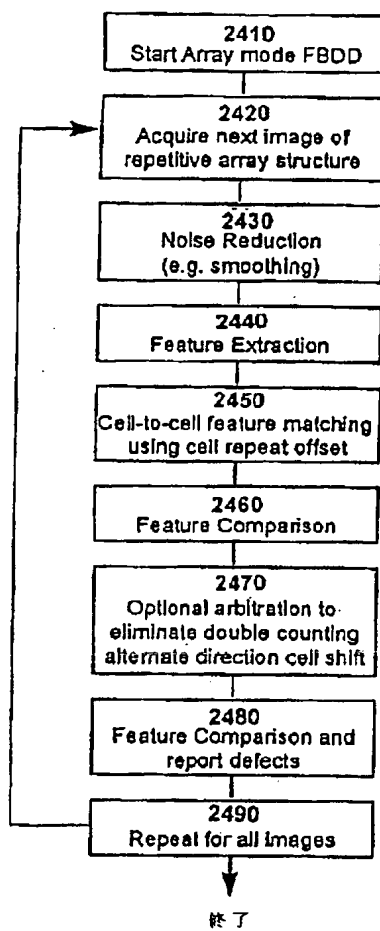 2410
Start Array mode FBDD
2420
Acquire next image of
repetitive array structure
2430
Noise Reduction
(e.g. smoothing)
2440
Feature Extraction
2450
Cell-to-cell feature matching
using cell repeat offset
2460
Feature Comparison
2470
Optional arbitration to
eliminate double counting
alternate direction cell shift
2480
Feature Comparison and
report defects
2490
Repeat for all images
終了